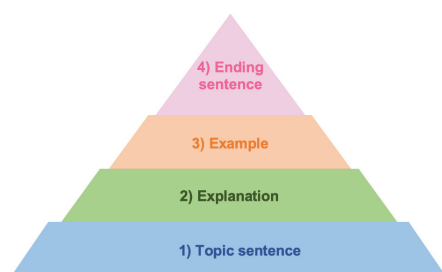 4) Ending
sentence
3) Example
2) Explanation
1) Topic sentence